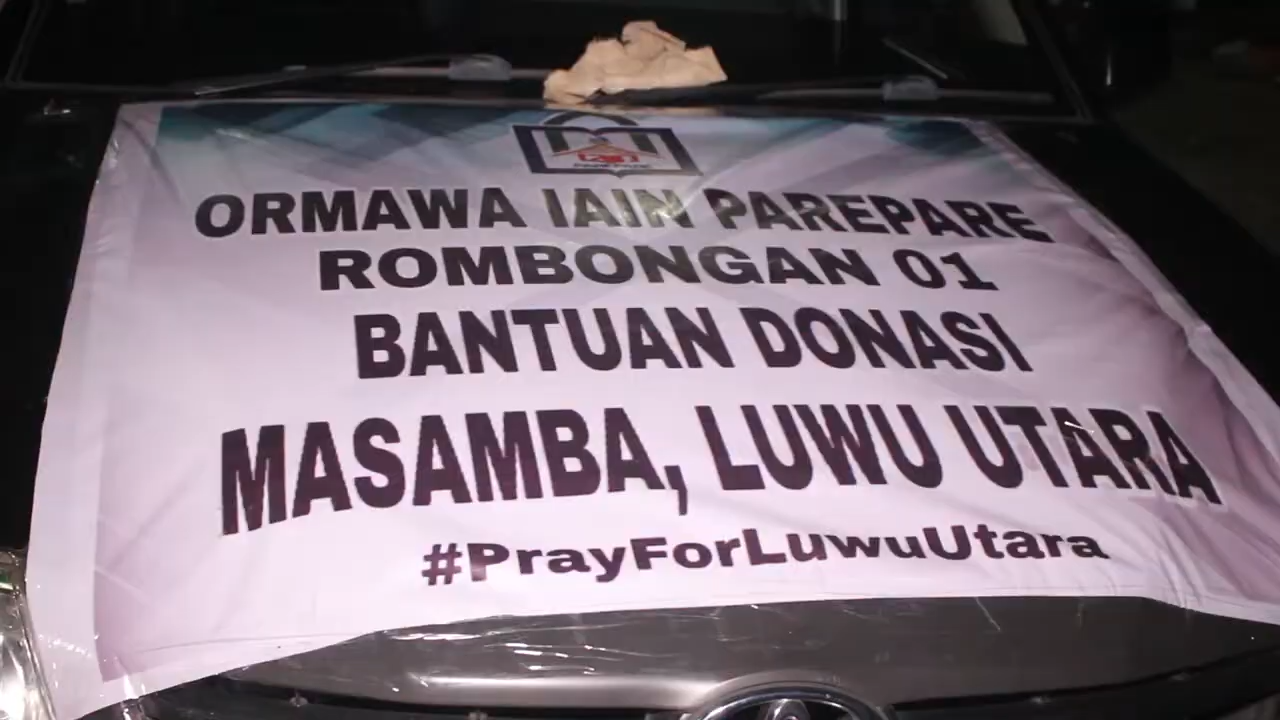 ORMAWA IAIN PAREPARE
ROMBONGAN 01
BANTUAN DONASI
MASAMBA, LUWU UTARA
#PrayForLuwuUtara